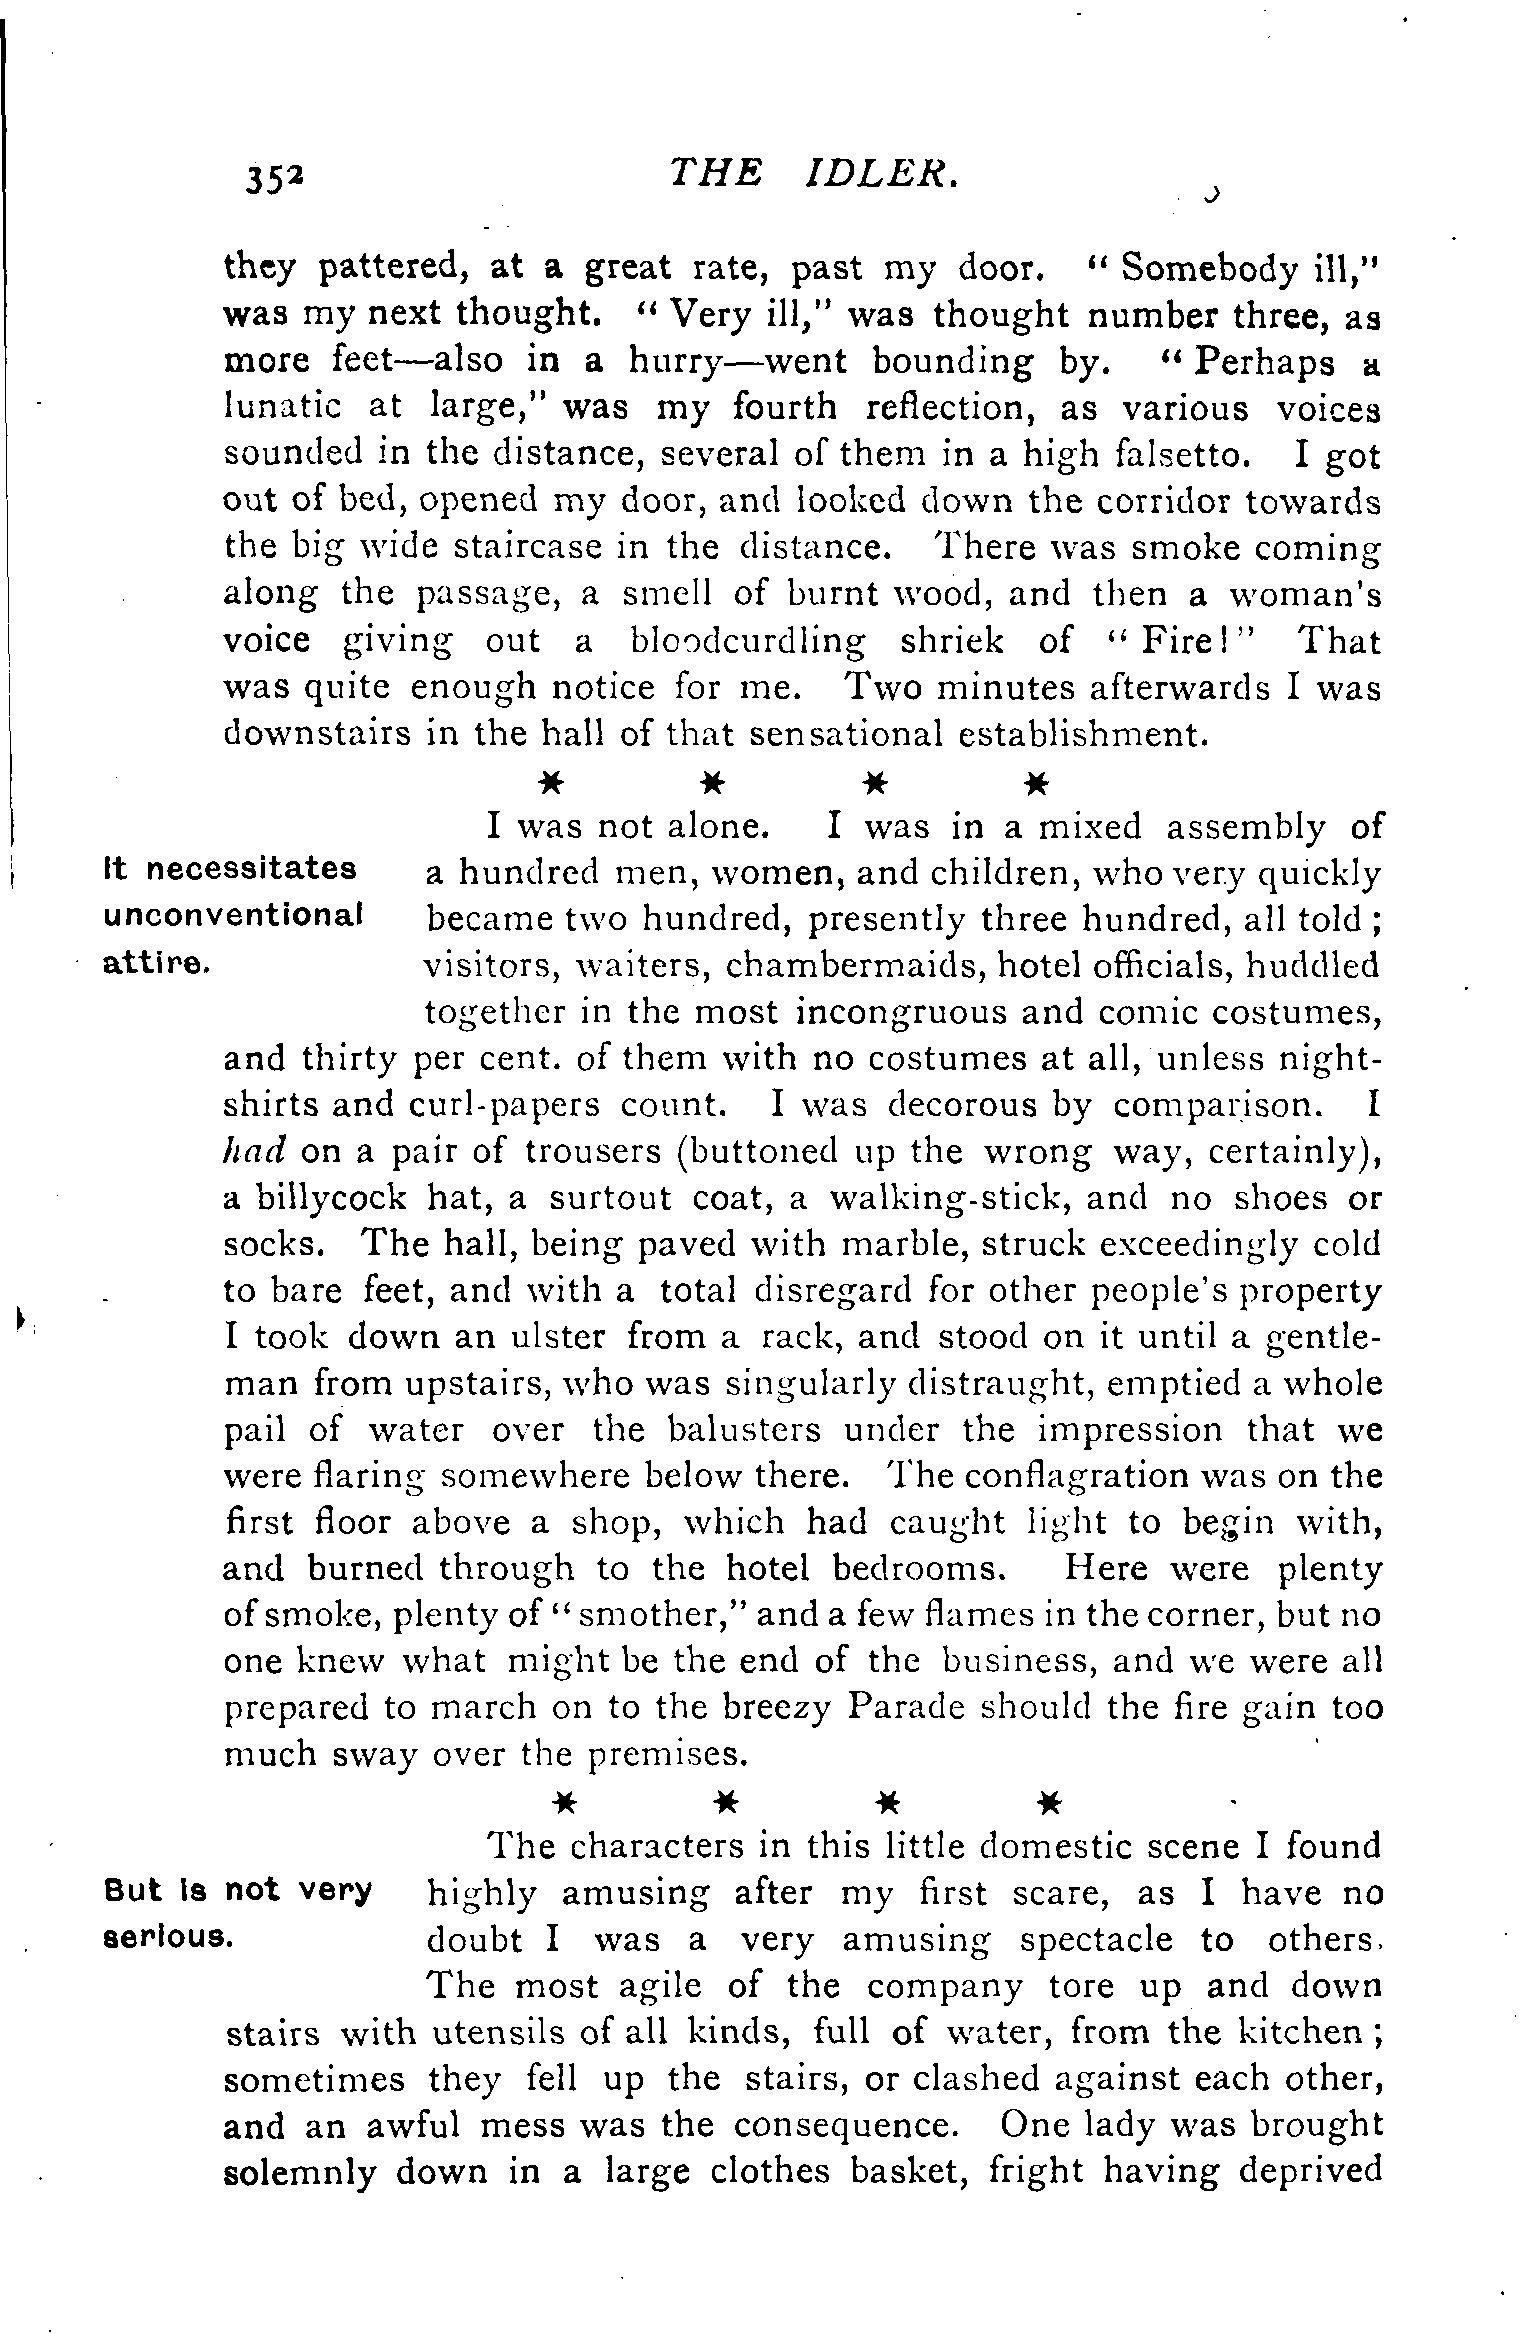 352 THE IDLER.
they pattered, at a great rate, past my door. " Somebody ill,"
was my next thought. " Very ill," was thought number three, as
more feet—also in a hurry—went bounding by. " Perhaps a
lunatic at large," was my fourth reflection, as various voices
sounded in the distance, several of them in a high falsetto. I got
out of bed, opened my door, and looked down the corridor towards
the big wide staircase in the distance. There was smoke coming
along the passage, a smell of burnt wood, and then a woman's
voice giving out a bloodcurdling shriek of " Fire!" That
was quite enough notice for me. Two minutes afterwards I was
downstairs in the hall of that sensational establishment.
* * * *
I was not alone. I was in a mixed assembly of
It necessitates a hundred men, women, and children, who very quickly
unconventional became two hundred, presently three hundred, all told ;
attire. visitors, waiters, chambermaids, hotel officials, huddled
together in the most incongruous and comic costumes,
and thirty per cent. of them with no costumes at all, unless night-
shirts and curl-papers count. I was decorous by comparison. I
had on a pair of trousers (buttoned up the wrong way, certainly),
a billycock hat, a surtout coat, a walking-stick, and no shoes or
socks. The hall, being paved with marble, struck exceedingly cold
to bare feet, and with a total disregard for other people's property
I took down an ulster from a rack, and stood on it until a gentle-
man from upstairs, who was singularly distraught, emptied a whole
pail of water over the balusters under the impression that we
were flaring somewhere below there. The conflagration was on the
first floor above a shop, which had caught light to begin with,
and burned through to the hotel bedrooms. Here were plenty
of smoke, plenty of " smother," and a few flames in the corner, but no
one knew what might be the end of the business, and we were all
prepared to march on to the breezy Parade should the fire gain too
much sway over the premises.
* * * *
The characters in this little domestic scene I found
But is not very highly amusing after my first scare, as I have no
serious. doubt I was a very amusing spectacle to others.
The most agile of the company tore up and down
stairs with utensils of all kinds, full of water, from the kitchen ;
sometimes they fell up the stairs, or clashed against each other,
and an awful mess was the consequence. One lady was brought
solemnly down in a large clothes basket, fright having deprived